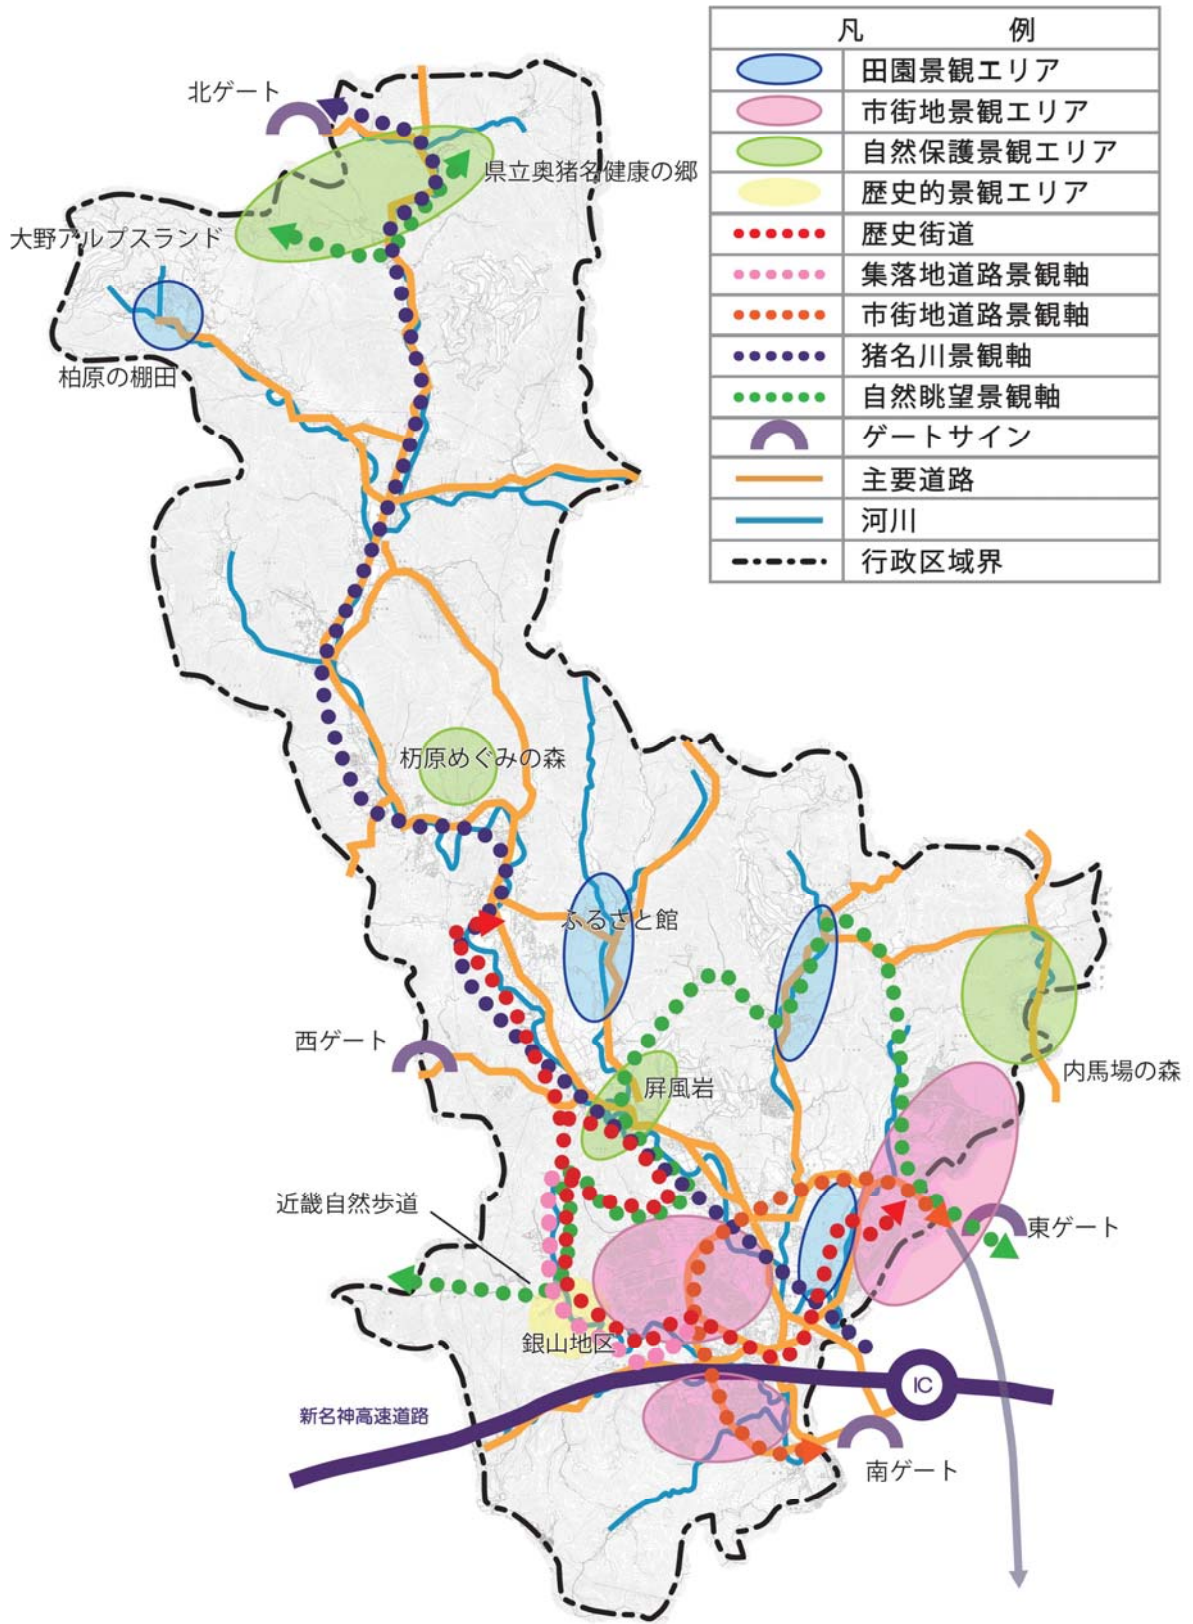 凡 例
田園景観エリア
市街地景観エリア
自然保護景観エリア
歴史的景観エリア
歴史街道
集落地道路景観軸
市街地道路景観軸
猪名川景観軸
自然眺望景観軸
ゲートサイン
主要道路
河川
行政区域界
北ゲート
県立奥猪名健康の郷
大野アルプスランド
柏原の棚田
杤原めぐみの森
ふるさと館
西ゲート
屏風岩
内馬場の森
近畿自然歩道
東ゲート
銀山地区
IC
新名神高速道路
南ゲート